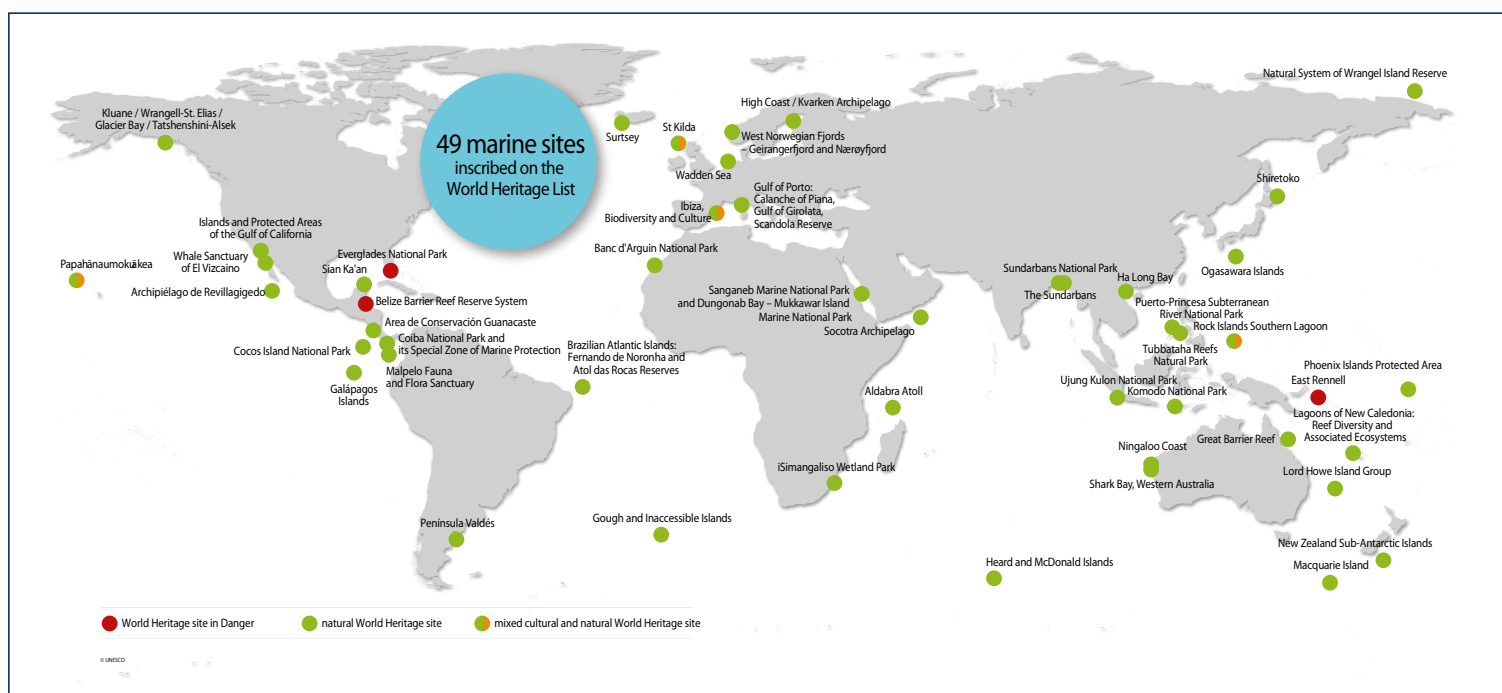 Natural System of Wrangel Island Reserve
Kluane / Wrangell-St. Elias /
Glacier Bay / Tatshenshini-Alsek
49 marine sites
inscribed on the
World Heritage List
Surtsey
St Kilda
High Coast / Kvarken Archipelago
West Norwegian Fjords
– Geirangerfjord and Nærøyfjord
Wadden Sea
Ibiza,
Biodiversity and Culture
Gulf of Porto:
Calanche of Piana,
Gulf of Girolata,
Scandola Reserve
Shiretoko
Islands and Protected Areas
of the Gulf of California
Whale Sanctuary
of El Vizcaino
Everglades National Park
Sian Ka'an
Papahānaumokuākea
Archipiélago de Revillagigedo
Belize Barrier Reef Reserve System
Banc d'Arguin National Park
Sanganeb Marine National Park
and Dungonab Bay – Mukkawar Island
Marine National Park
Socotra Archipelago
Sundarbans National Park
The Sundarbans
Ha Long Bay
Ogasawara Islands
Puerto-Princesa Subterranean
River National Park
Rock Islands Southern Lagoon
Tubbataha Reefs
Natural Park
Area de Conservación Guanacaste
Coiba National Park and
its Special Zone of Marine Protection
Cocos Island National Park
Malpelo Fauna
and Flora Sanctuary
Galápagos
Islands
Brazilian Atlantic Islands:
Fernando de Noronha and
Atol das Rocas Reserves
Aldabra Atoll
Ujung Kulon National Park
Komodo National Park
Phoenix Islands Protected Area
East Rennell
Lagoons of New Caledonia:
Reef Diversity and
Associated Ecosystems
Great Barrier Reef
Ningaloo Coast
Shark Bay, Western Australia
Lord Howe Island Group
iSimangaliso Wetland Park
Península Valdés
Gough and Inaccessible Islands
Heard and McDonald Islands
New Zealand Sub-Antarctic Islands
Macquarie Island
World Heritage site in Danger
natural World Heritage site
mixed cultural and natural World Heritage site
© UNESCO